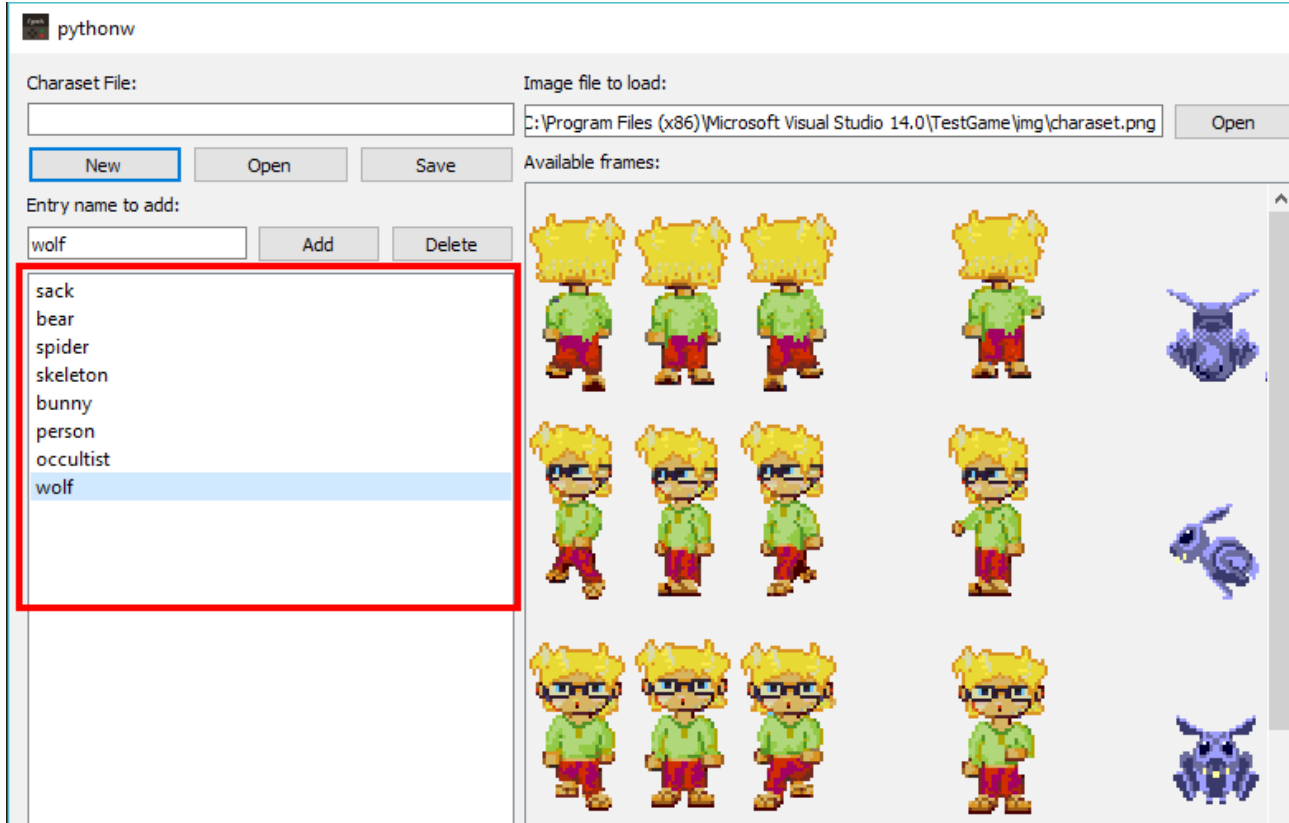 pythonw
Charaset File:
New
Open
Save
Entry name to add:
wolf
Add
Delete
sack
bear
spider
skeleton
bunny
person
occultist
wolf
Image file to load:
C:\Program Files (x86)\Microsoft Visual Studio 14.0\TestGame\img\charaset.png
Open
Available frames: